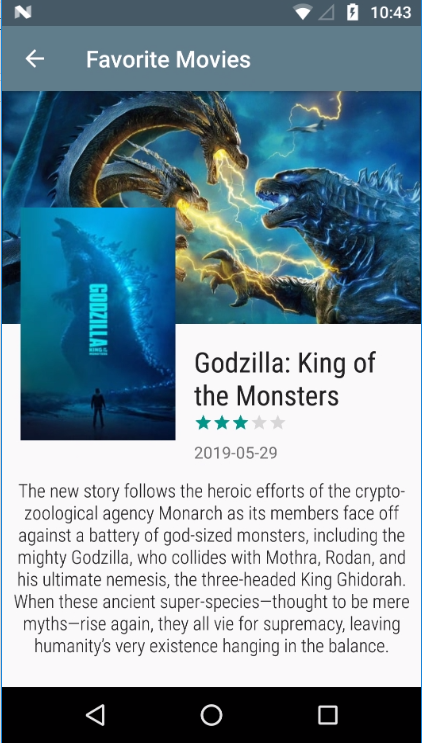 10:43
Favorite Movies
GODZILLA
Godzilla: King of
the Monsters
2019-05-29
The new story follows the heroic efforts of the crypto-
zoological agency Monarch as its members face off
against a battery of god-sized monsters, including the
mighty Godzilla, who collides with Mothra, Rodan, and
his ultimate nemesis, the three-headed King Ghidorah.
When these ancient super-species—thought to be mere
myths—rise again, they all vie for supremacy, leaving
humanity's very existence hanging in the balance.